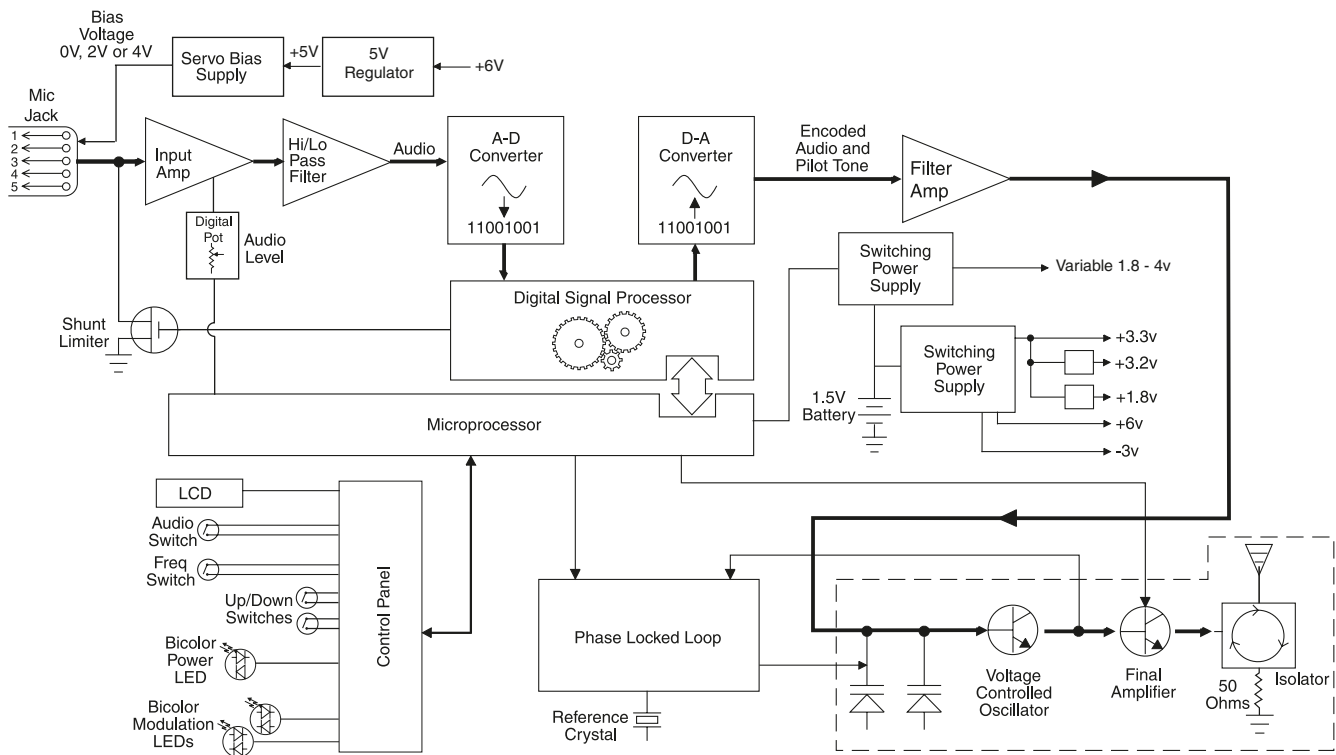 Bias
Voltage
0V, 2V or 4V
Servo Bias
Supply
+5V
5V
Regulator
+6V
Mic
Jack
1
2
3
4
5
Input
Amp
Hi/Lo
Pass
Filter
Audio
A-D
Converter
11001001
D-A
Converter
11001001
Encoded
Audio and
Pilot Tone
Filter
Amp
Digital
Pot
Audio
Level
Shunt
Limiter
Digital Signal Processor
Switching
Power
Supply
Variable 1.8 - 4v
Switching
Power
Supply
+3.3v
+3.2v
+1.8v
+6v
-3v
1.5V
Battery
Microprocessor
LCD
Audio
Switch
Freq
Switch
Up/Down
Switches
Bicolor
Power
LED
Bicolor
Modulation
LEDs
Control Panel
Phase Locked Loop
Reference
Crystal
Voltage
Controlled
Oscillator
Final
Amplifier
50
Ohms
Isolator